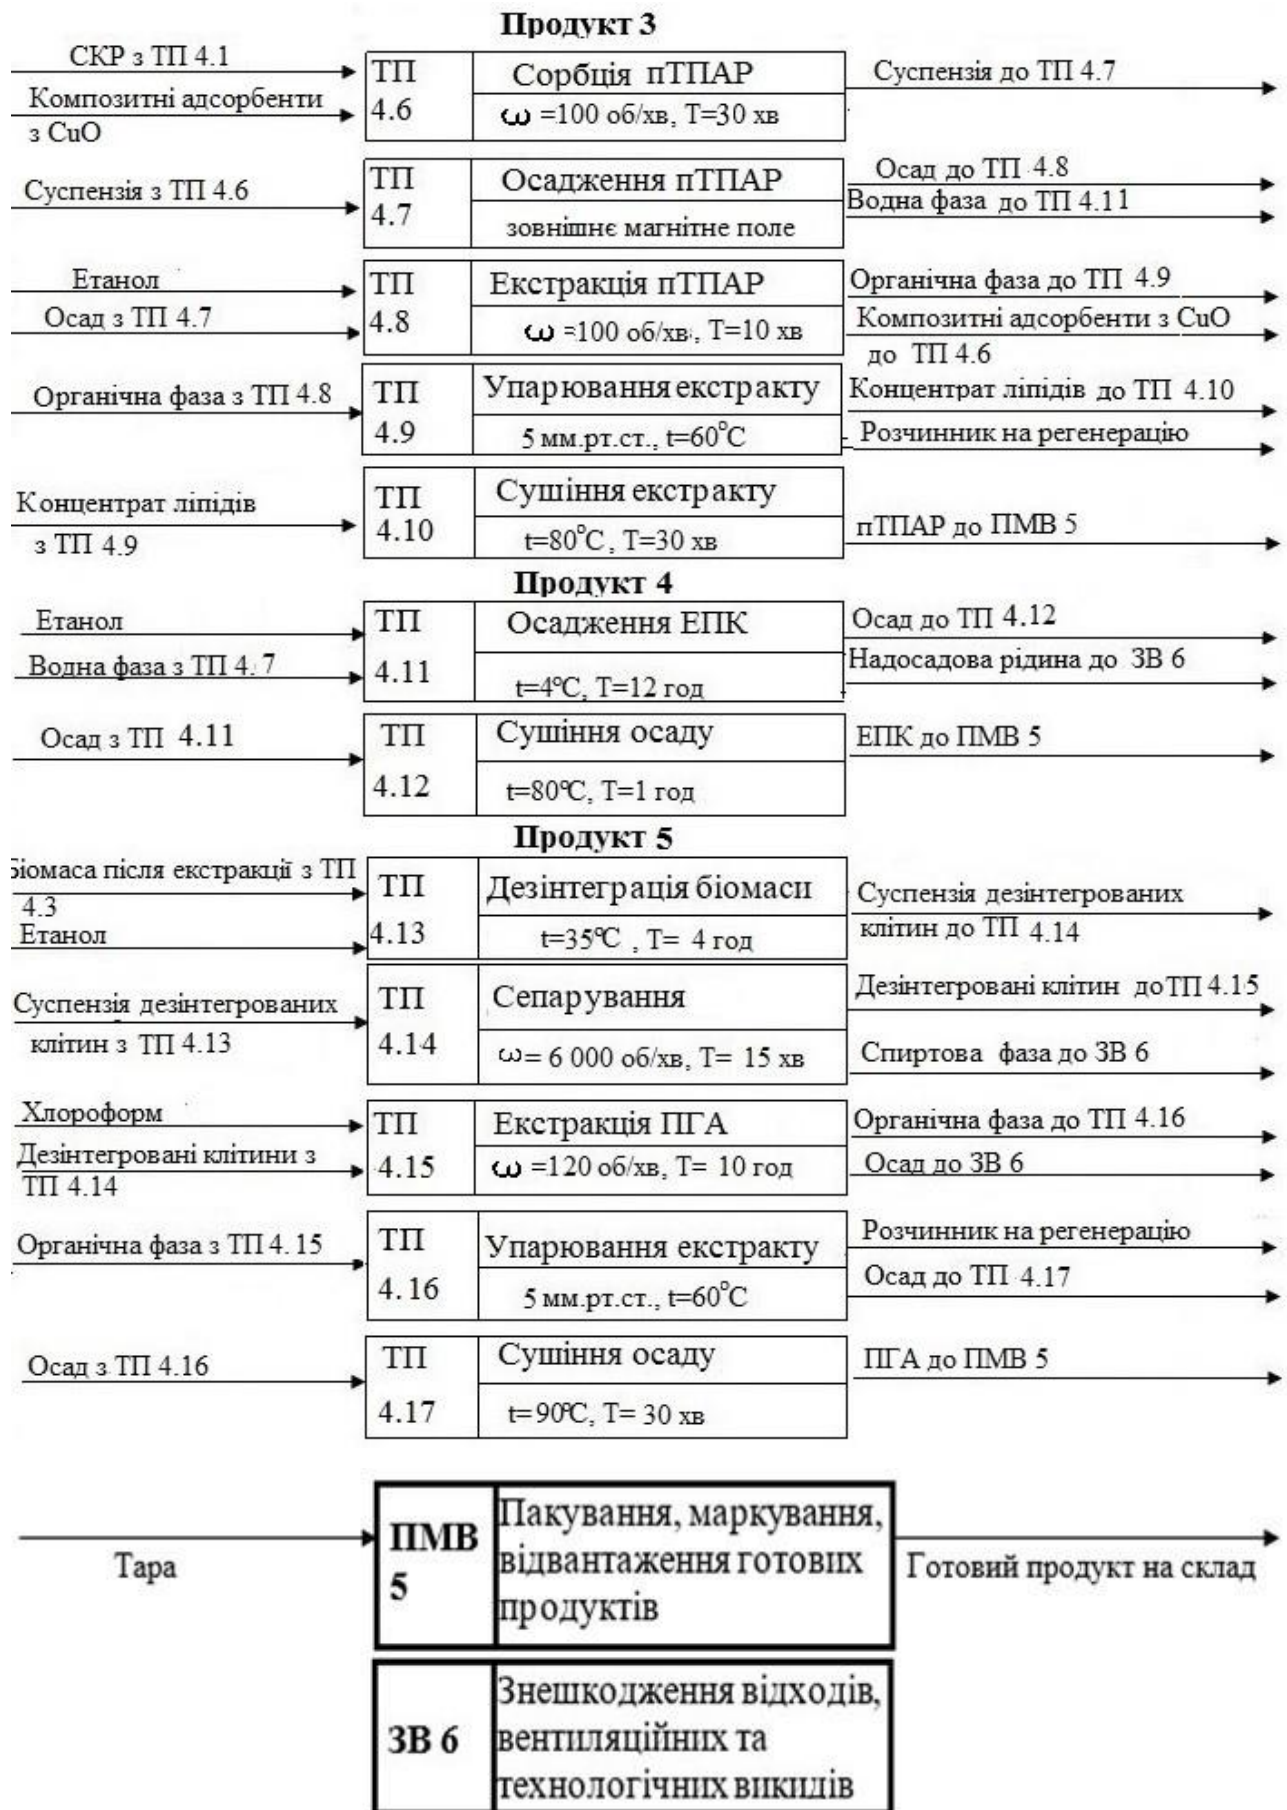 Продукт 3
СКР з ТП 4.1
Композитні адсорбенти
з CuO
ТП
4.6
Сорбція пТПАР
ω =100 об/хв, T=30 хв
Суспензія до ТП 4.7
Суспензія з ТП 4.6
ТП
4.7
Осадження пТПАР
зовнішнє магнітне поле
Осад до ТП 4.8
Водна фаза до ТП 4.11
Етанол
Осад з ТП 4.7
ТП
4.8
Екстракція пТПАР
ω =100 об/хв, T=10 хв
Органічна фаза до ТП 4.9
Композитні адсорбенти з CuO
до ТП 4.6
Органічна фаза з ТП 4.8
ТП
4.9
Упарювання екстракту
5 мм.рт.ст., t=60°C
Концентрат ліпідів до ТП 4.10
Розчинник на регенерацію
Концентрат ліпідів
з ТП 4.9
ТП
4.10
Сушіння екстракту
t=80°C, T=30 хв
пТПАР до ПМВ 5
Продукт 4
Етанол
Водна фаза з ТП 4.7
ТП
4.11
Осадження ЕПК
t=4°C, T=12 год
Осад до ТП 4.12
Надосадова рідина до ЗВ 6
Осад з ТП 4.11
ТП
4.12
Сушіння осаду
t=80°C, T=1 год
ЕПК до ПМВ 5
Продукт 5
Біомаса після екстракції з ТП
4.3
Етанол
ТП
4.13
Дезінтеграція біомаси
t=35°C , T= 4 год
Суспензія дезінтегрованих
клітин до ТП 4.14
Суспензія дезінтегрованих
клітин з ТП 4.13
ТП
4.14
Сепарування
ω= 6 000 об/хв, T= 15 хв
Дезінтегровані клітин до ТП 4.15
Спиртова фаза до ЗВ 6
Хлороформ
Дезінтегровані клітини з
ТП 4.14
ТП
4.15
Екстракція ПГА
ω =120 об/хв, T= 10 год
Органічна фаза до ТП 4.16
Осад до ЗВ 6
Органічна фаза з ТП 4.15
ТП
4.16
Упарювання екстракту
5 мм.рт.ст., t=60°C
Розчинник на регенерацію
Осад до ТП 4.17
Осад з ТП 4.16
ТП
4.17
Сушіння осаду
t=90°C, T= 30 хв
ПГА до ПМВ 5
Тара
ПМВ
5
Пакування, маркування,
відвантаження готових
продуктів
Готовий продукт на склад
ЗВ 6
Знешкодження відходів,
вентиляційних та
технологічних викидів